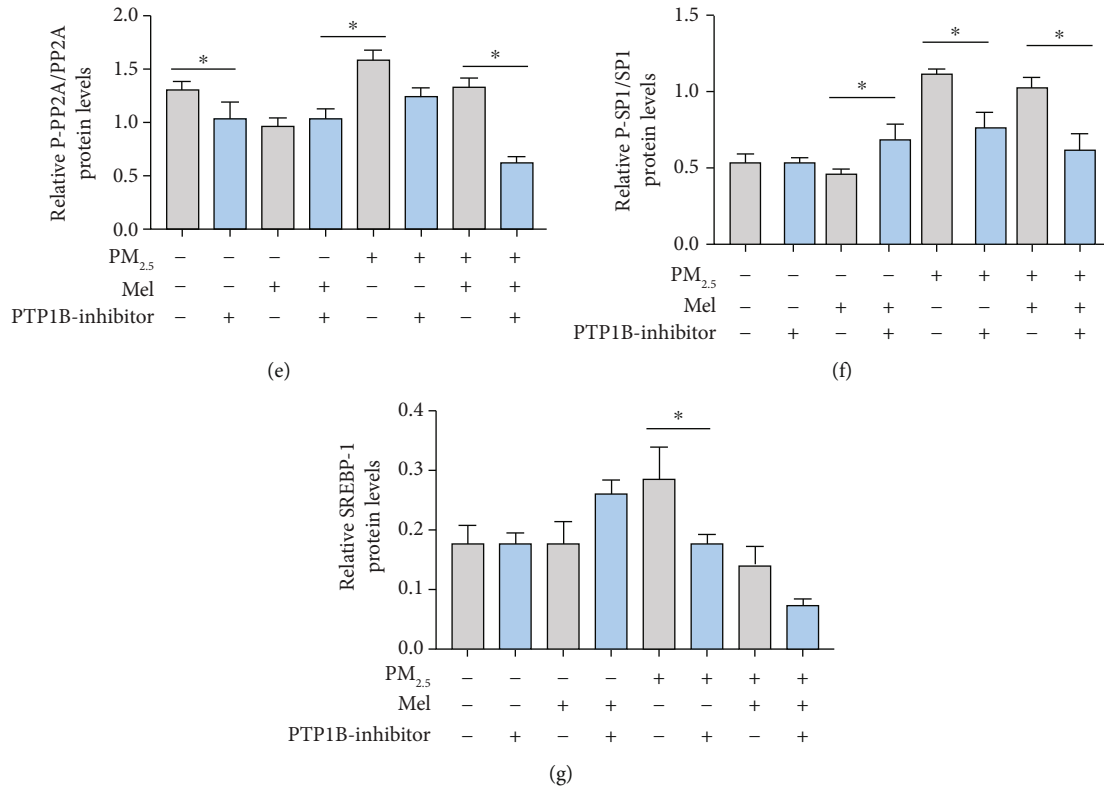 Relative P-PP2A/PP2A
protein levels
2.0
1.5
1.0
0.5
0.0
* * *
PM2.5 – – – – + + + +
Mel – – + + – – + +
PTP1B-inhibitor – + – + – + – +
(e)
Relative P-SP1/SP1
protein levels
1.5
1.0
0.5
0.0
* * *
PM2.5 – – – – + + + +
Mel – – + + – – + +
PTP1B-inhibitor – + – + – + – +
(f)
Relative SREBP-1
protein levels
0.4
0.3
0.2
0.1
0.0
*
PM2.5 – – – – + + + +
Mel – – + + – – + +
PTP1B-inhibitor – + – + – + – +
(g)